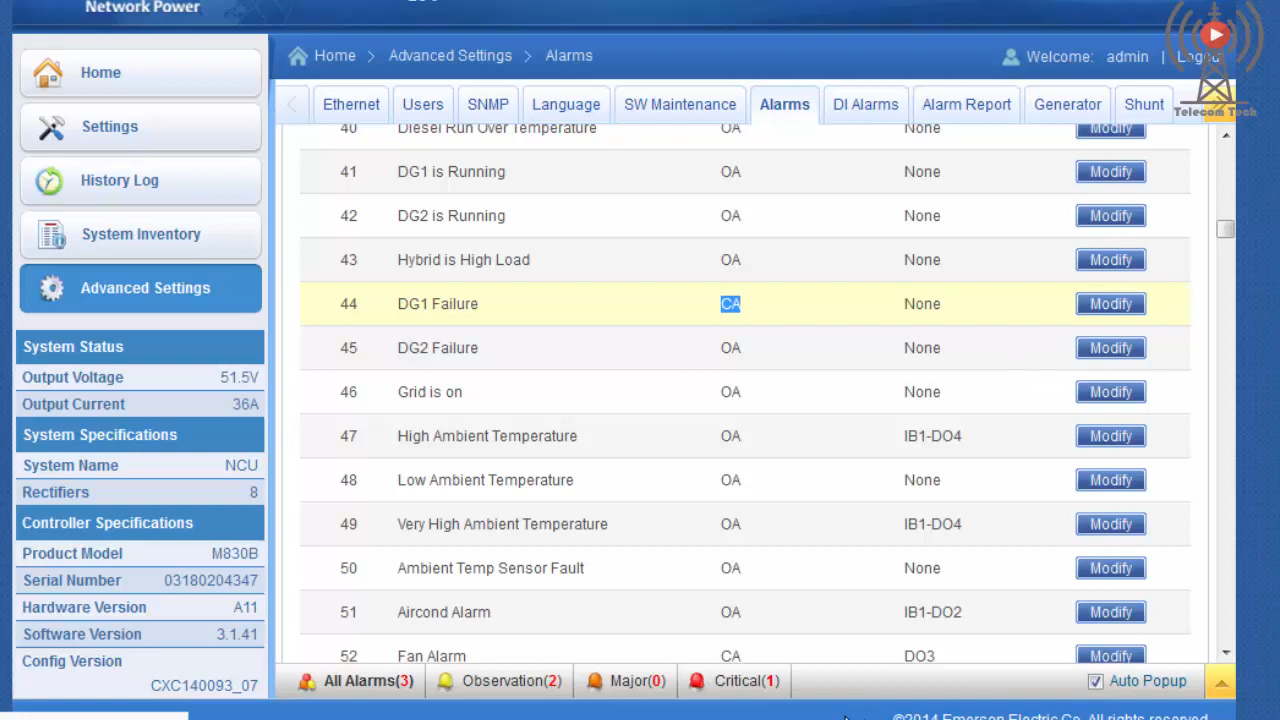 Network Power
Home > Advanced Settings > Alarms
Welcome: admin | Logout
Telecom Tech
Home
Settings
History Log
System Inventory
Advanced Settings
System Status
Output Voltage 51.5V
Output Current 36A
System Specifications
System Name NCU
Rectifiers 8
Controller Specifications
Product Model M830B
Serial Number 03180204347
Hardware Version A11
Software Version 3.1.41
Config Version
CXC140093_07
Ethernet Users SNMP Language SW Maintenance Alarms DI Alarms Alarm Report Generator Shunt
40 Diesel Run Over Temperature OA None Modify
41 DG1 is Running OA None Modify
42 DG2 is Running OA None Modify
43 Hybrid is High Load OA None Modify
44 DG1 Failure CA None Modify
45 DG2 Failure OA None Modify
46 Grid is on OA None Modify
47 High Ambient Temperature OA IB1-DO4 Modify
48 Low Ambient Temperature OA None Modify
49 Very High Ambient Temperature OA IB1-DO4 Modify
50 Ambient Temp Sensor Fault OA None Modify
51 Aircond Alarm OA IB1-DO2 Modify
52 Fan Alarm CA DO3 Modify
All Alarms(3) Observation(2) Major(0) Critical(1) Auto Popup
©2014 Emerson Electric Co. All rights reserved